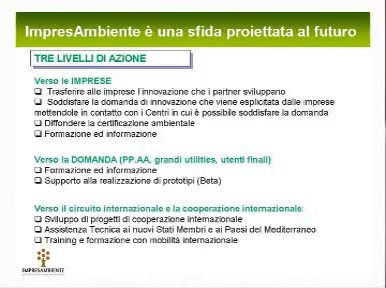 ImpresAmbiente è una sfida proiettata al futuro
TRE LIVELLI DI AZIONE
Verso le IMPRESE
❑ Trasferire alle imprese l'innovazione che i partner sviluppano
❑ Soddisfare la domanda di innovazione che viene esplicitata dalle imprese
mettendole in contatto con i Centri in cui è possibile soddisfare la domanda
❑ Diffondere la certificazione ambientale
❑ Formazione ed informazione
Verso la DOMANDA (PP.AA, grandi utilities, utenti finali)
❑ Formazione ed informazione
❑ Supporto alla realizzazione di prototipi (Beta)
Verso il circuito internazionale e la cooperazione internazionale:
❑ Sviluppo di progetti di cooperazione internazionale
❑ Assistenza Tecnica ai nuovi Stati Membri e ai Paesi del Mediterraneo
❑ Training e formazione con mobilità internazionale
IMPRESAMBIENTE